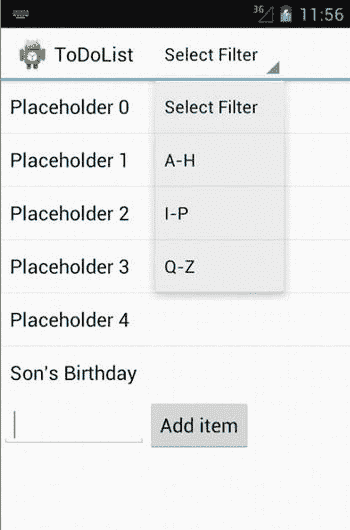 3G 11:56
ToDoList Select Filter
Placeholder 0 Select Filter
Placeholder 1 A-H
Placeholder 2 I-P
Placeholder 3 Q-Z
Placeholder 4
Son's Birthday
Add item